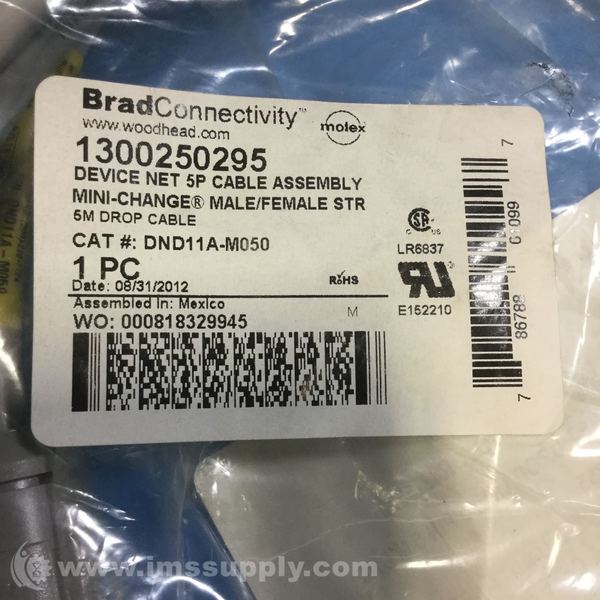 BradConnectivity™
www.woodhead.com
molex
1300250295
DEVICE NET 5P CABLE ASSEMBLY
MINI-CHANGE® MALE/FEMALE STR
5M DROP CABLE
CAT #: DND11A-M050
1 PC
Date: 08/31/2012
RoHS
Assembled In: Mexico
M
WO: 000818329945
C US
LR6837
E152210
7 86788
7
www.imssupply.com